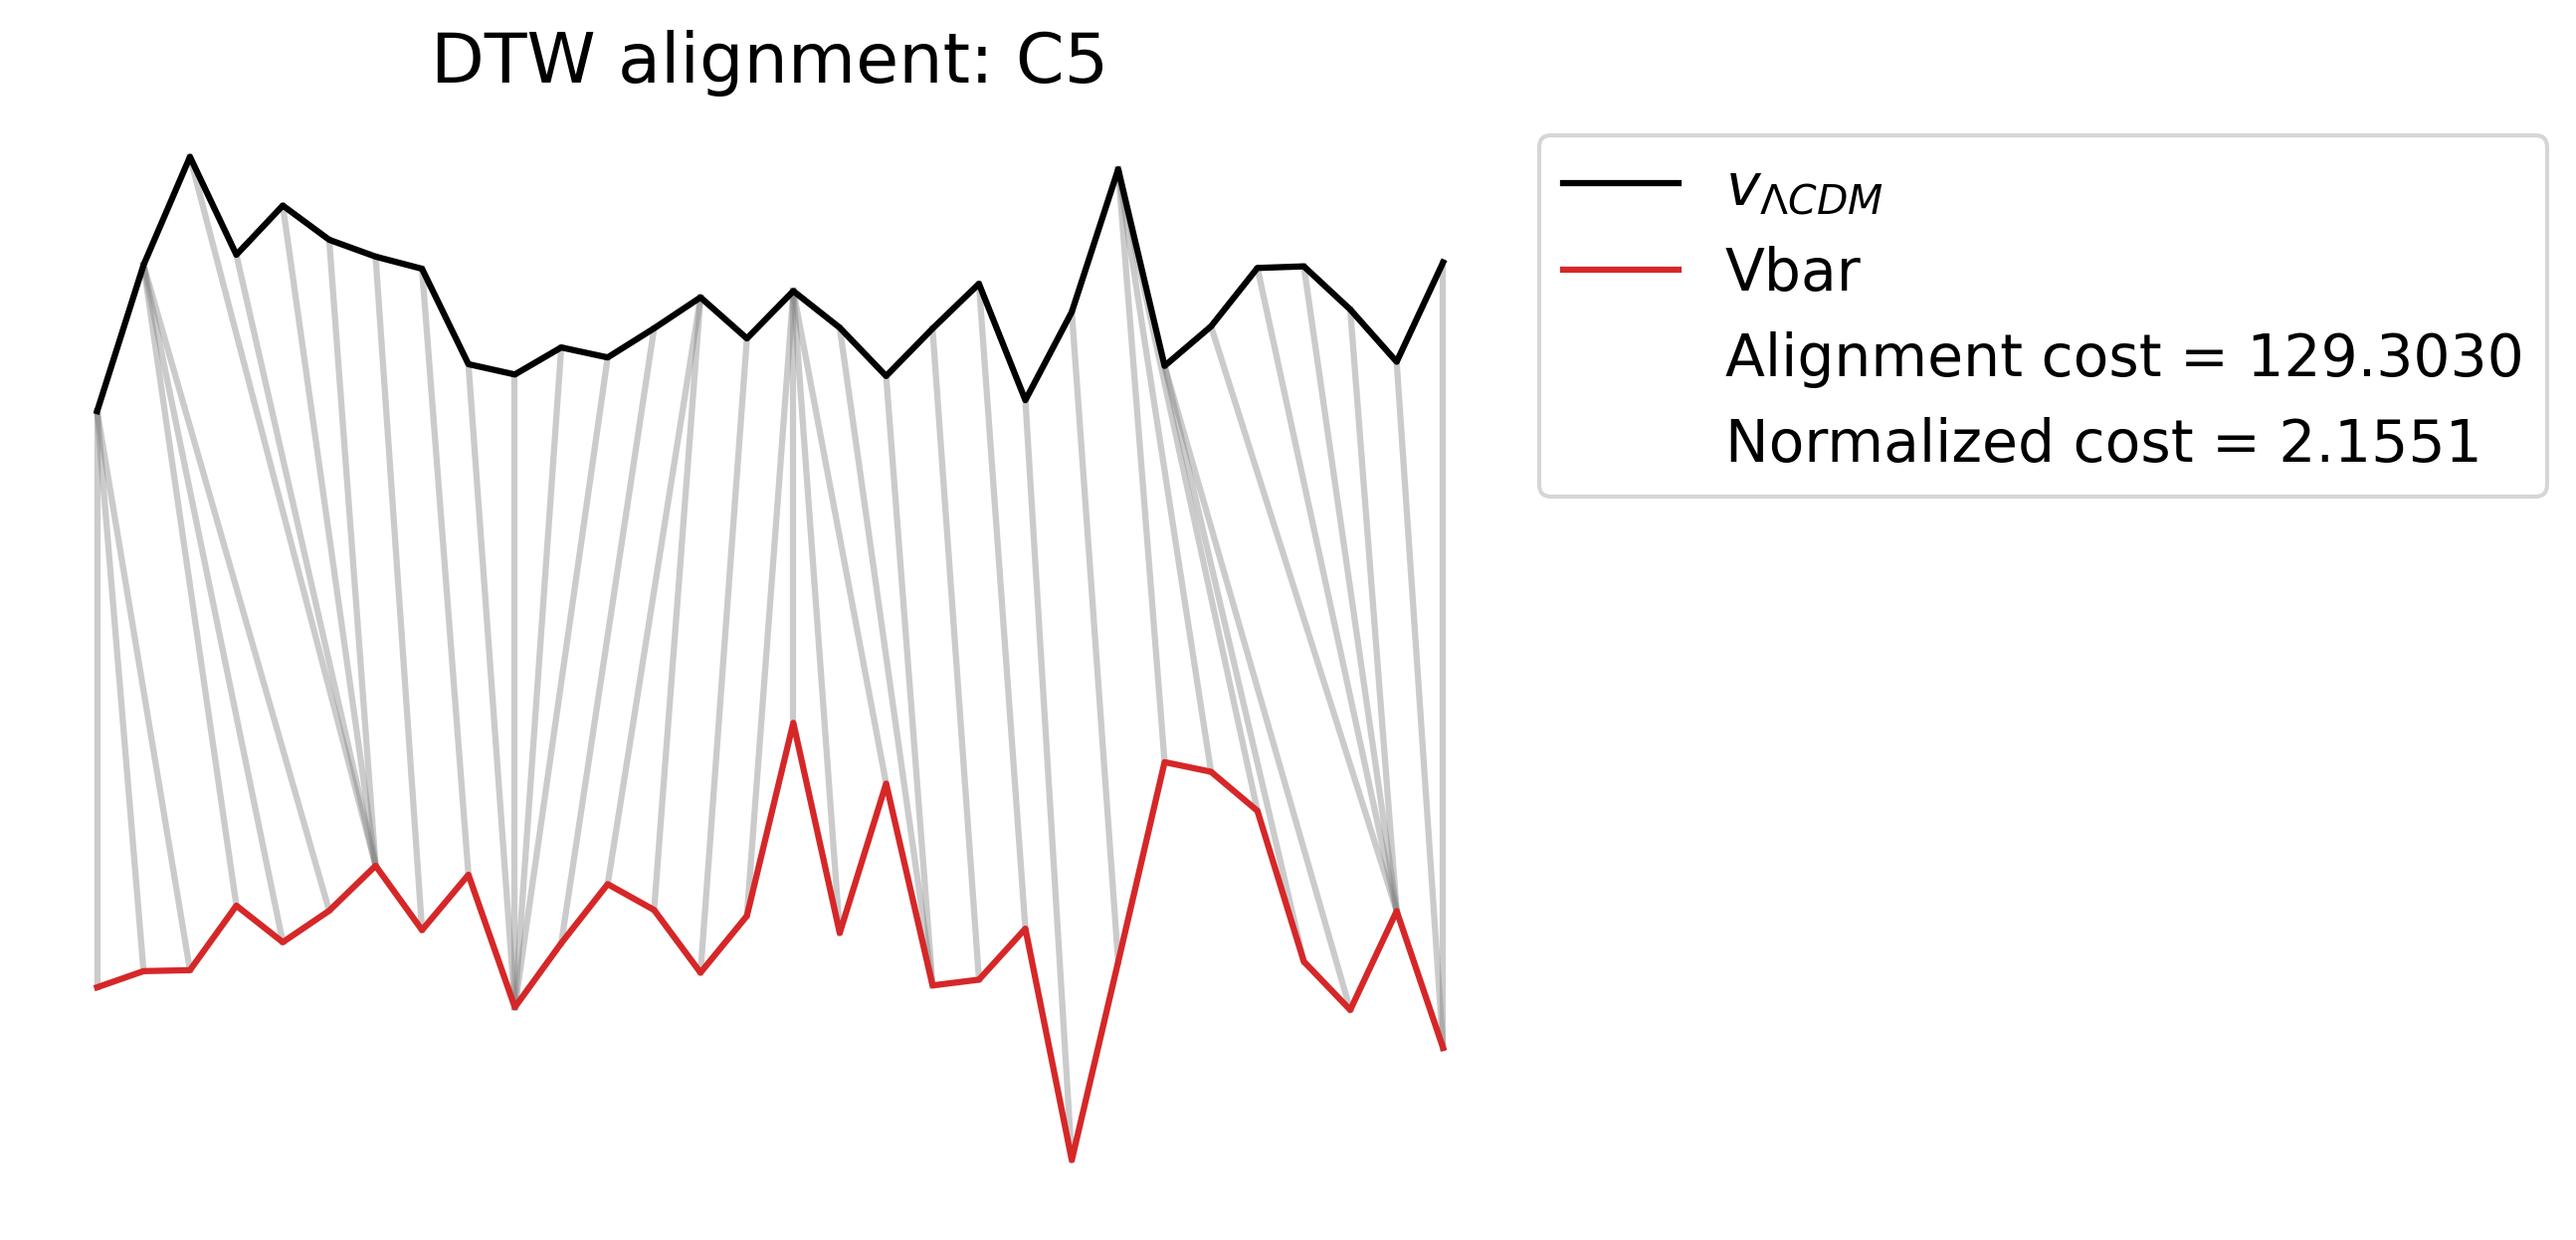 DTW alignment: C5
vΛCDM
Vbar
Alignment cost = 129.3030
Normalized cost = 2.1551